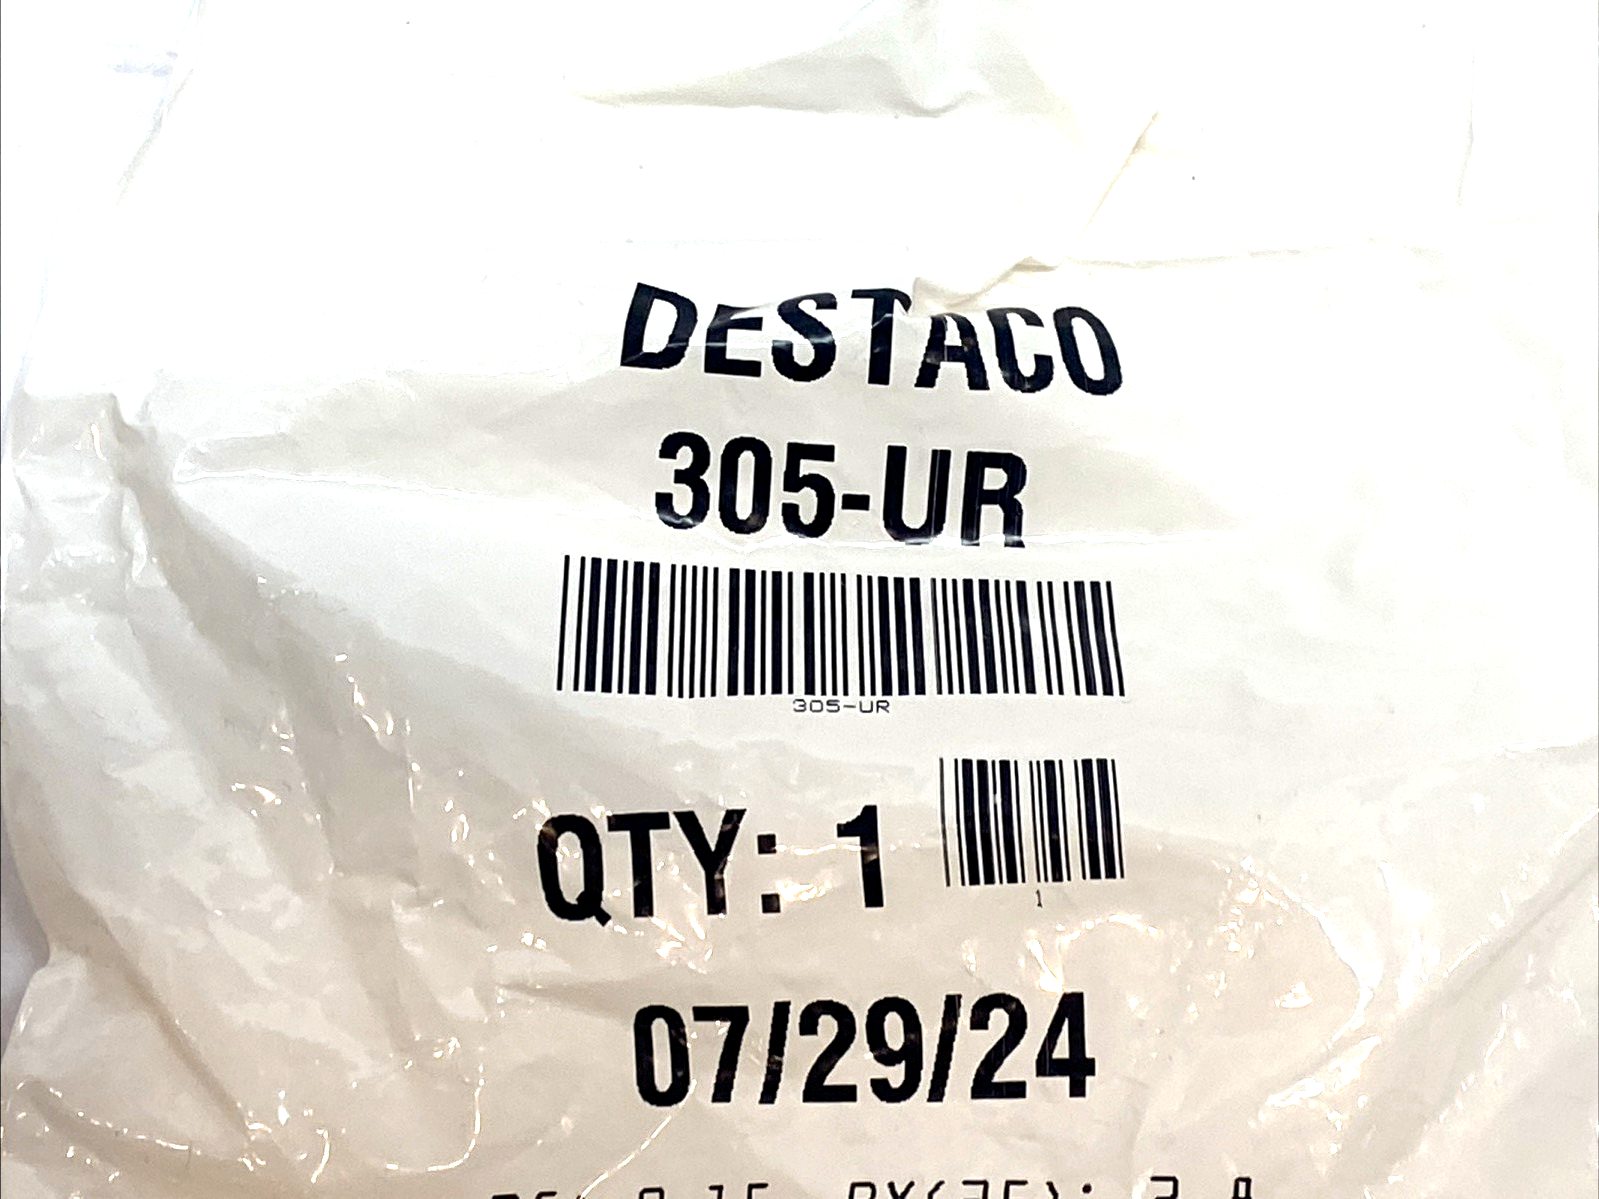 DESTACO
305-UR
305-UR
QTY: 1
1
07/29/24